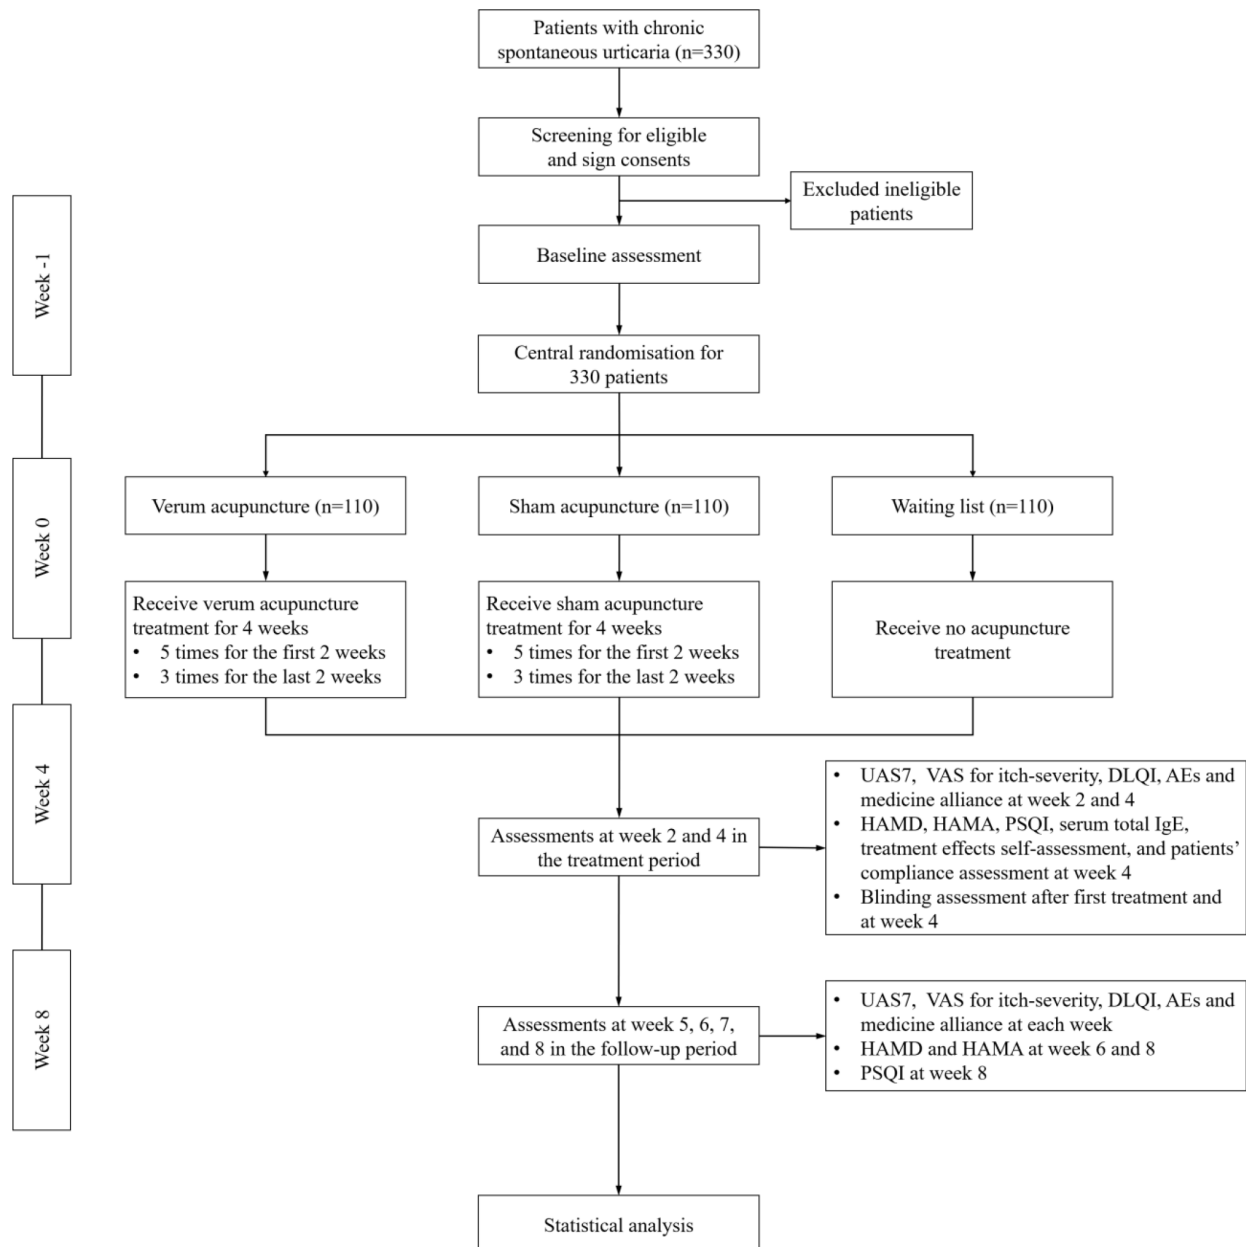 Patients with chronic
spontaneous urticaria (n=330)
Screening for eligible
and sign consents
Excluded ineligible
patients
Week -1
Baseline assessment
Central randomisation for
330 patients
Week 0
Verum acupuncture (n=110)
Sham acupuncture (n=110)
Waiting list (n=110)
Receive verum acupuncture
treatment for 4 weeks
• 5 times for the first 2 weeks
• 3 times for the last 2 weeks
Receive sham acupuncture
treatment for 4 weeks
• 5 times for the first 2 weeks
• 3 times for the last 2 weeks
Receive no acupuncture
treatment
Week 4
Assessments at week 2 and 4 in
the treatment period
• UAS7, VAS for itch-severity, DLQI, AEs and
medicine alliance at week 2 and 4
• HAMD, HAMA, PSQI, serum total IgE,
treatment effects self-assessment, and patients’
compliance assessment at week 4
• Blinding assessment after first treatment and
at week 4
Week 8
Assessments at week 5, 6, 7,
and 8 in the follow-up period
• UAS7, VAS for itch-severity, DLQI, AEs and
medicine alliance at each week
• HAMD and HAMA at week 6 and 8
• PSQI at week 8
Statistical analysis